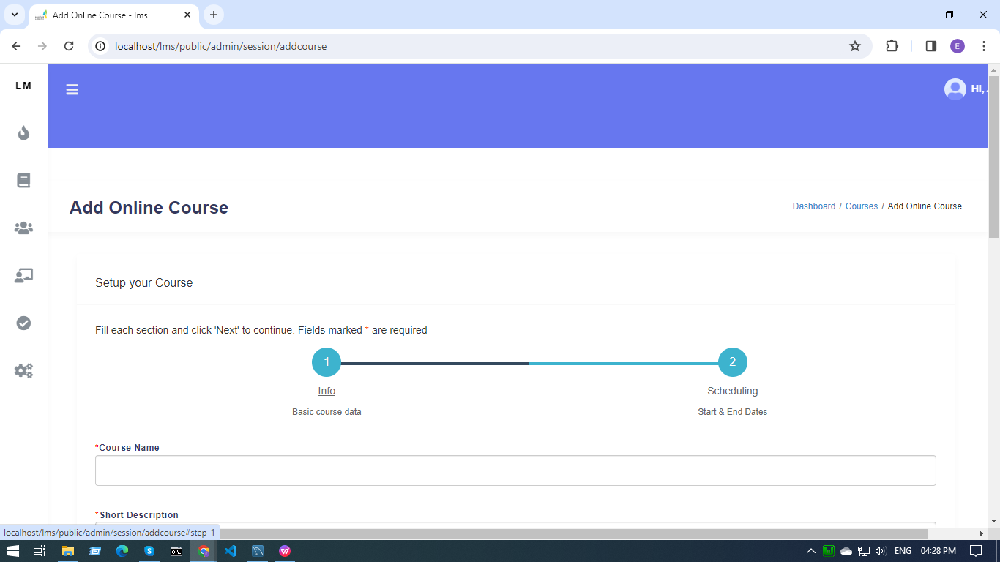 Add Online Course - lms
localhost/lms/public/admin/session/addcourse
E
LM
Hi,
Add Online Course
Dashboard / Courses / Add Online Course
Setup your Course
Fill each section and click 'Next' to continue. Fields marked * are required
1
2
Info
Scheduling
Basic course data
Start & End Dates
*Course Name
*Short Description
localhost/lms/public/admin/session/addcourse#step-1
ENG
04:28 PM